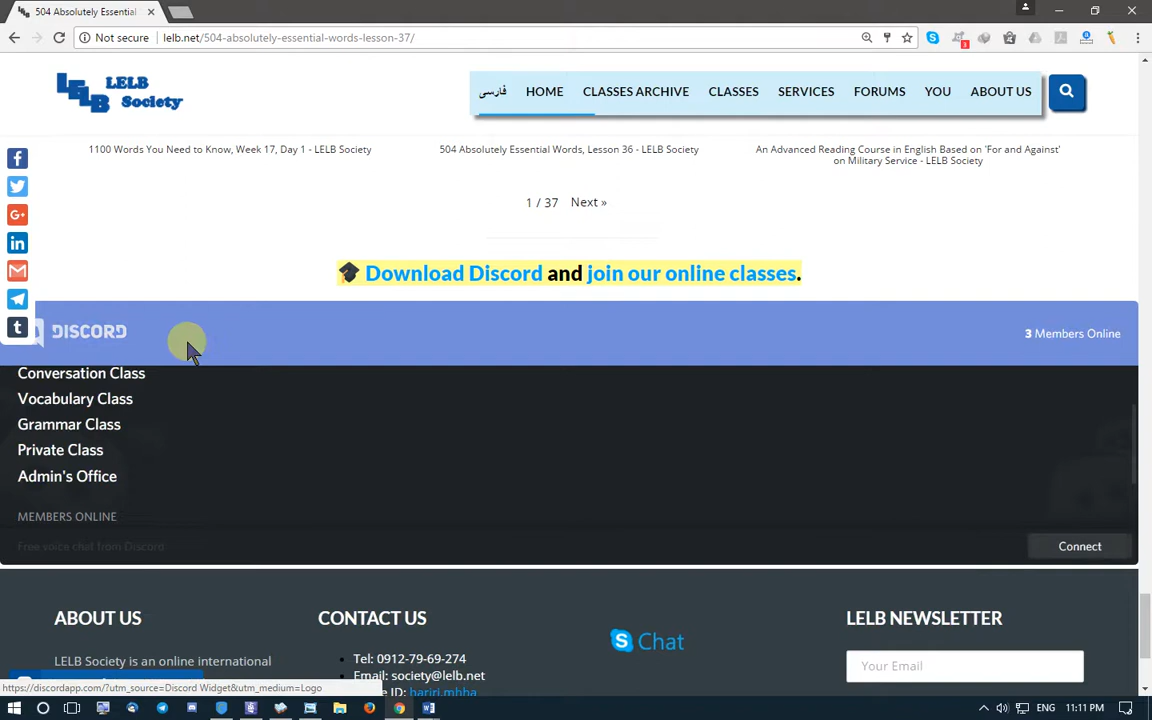 504 Absolutely Essential
Not secure
lelb.net/504-absolutely-essential-words-lesson-37/
3
LELB
Society
فارسی
HOME
CLASSES ARCHIVE
CLASSES
SERVICES
FORUMS
YOU
ABOUT US
1100 Words You Need to Know, Week 17, Day 1 - LELB Society
504 Absolutely Essential Words, Lesson 36 - LELB Society
An Advanced Reading Course in English Based on 'For and Against'
on Military Service - LELB Society
1 / 37 Next »
Download Discord and join our online classes.
DISCORD
3 Members Online
Conversation Class
Vocabulary Class
Grammar Class
Private Class
Admin's Office
MEMBERS ONLINE
Free voice chat from Discord
Connect
ABOUT US
LELB Society is an online international
CONTACT US
Tel: 0912-79-69-274
Email: society@lelb.net
ID: hariri.mbha
Chat
LELB NEWSLETTER
Your Email
https://discordapp.com/?utm_source=Discord Widget&utm_medium=Logo
ENG
11:11 PM